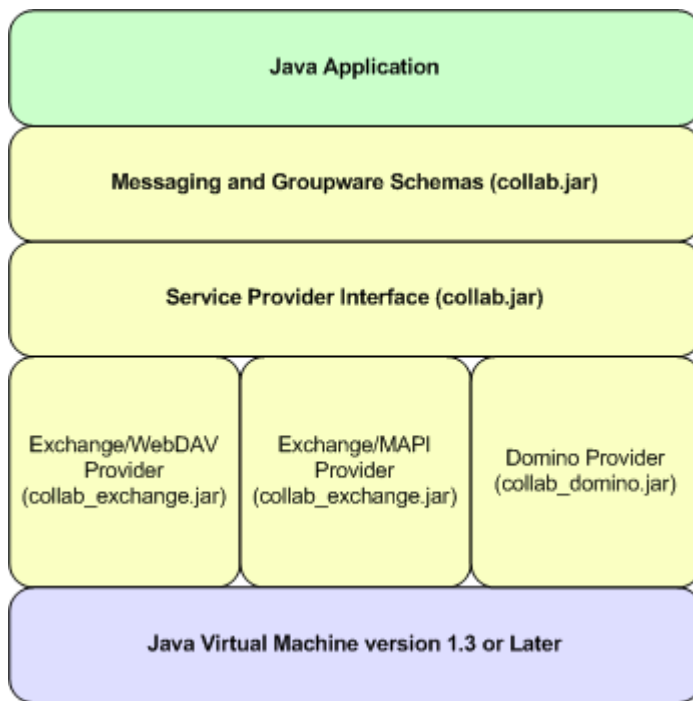 Java Application
Messaging and Groupware Schemas (collab.jar)
Service Provider Interface (collab.jar)
Exchange/WebDAV
Provider
(collab_exchange.jar)
Exchange/MAPI
Provider
(collab_exchange.jar)
Domino Provider
(collab_domino.jar)
Java Virtual Machine version 1.3 or Later